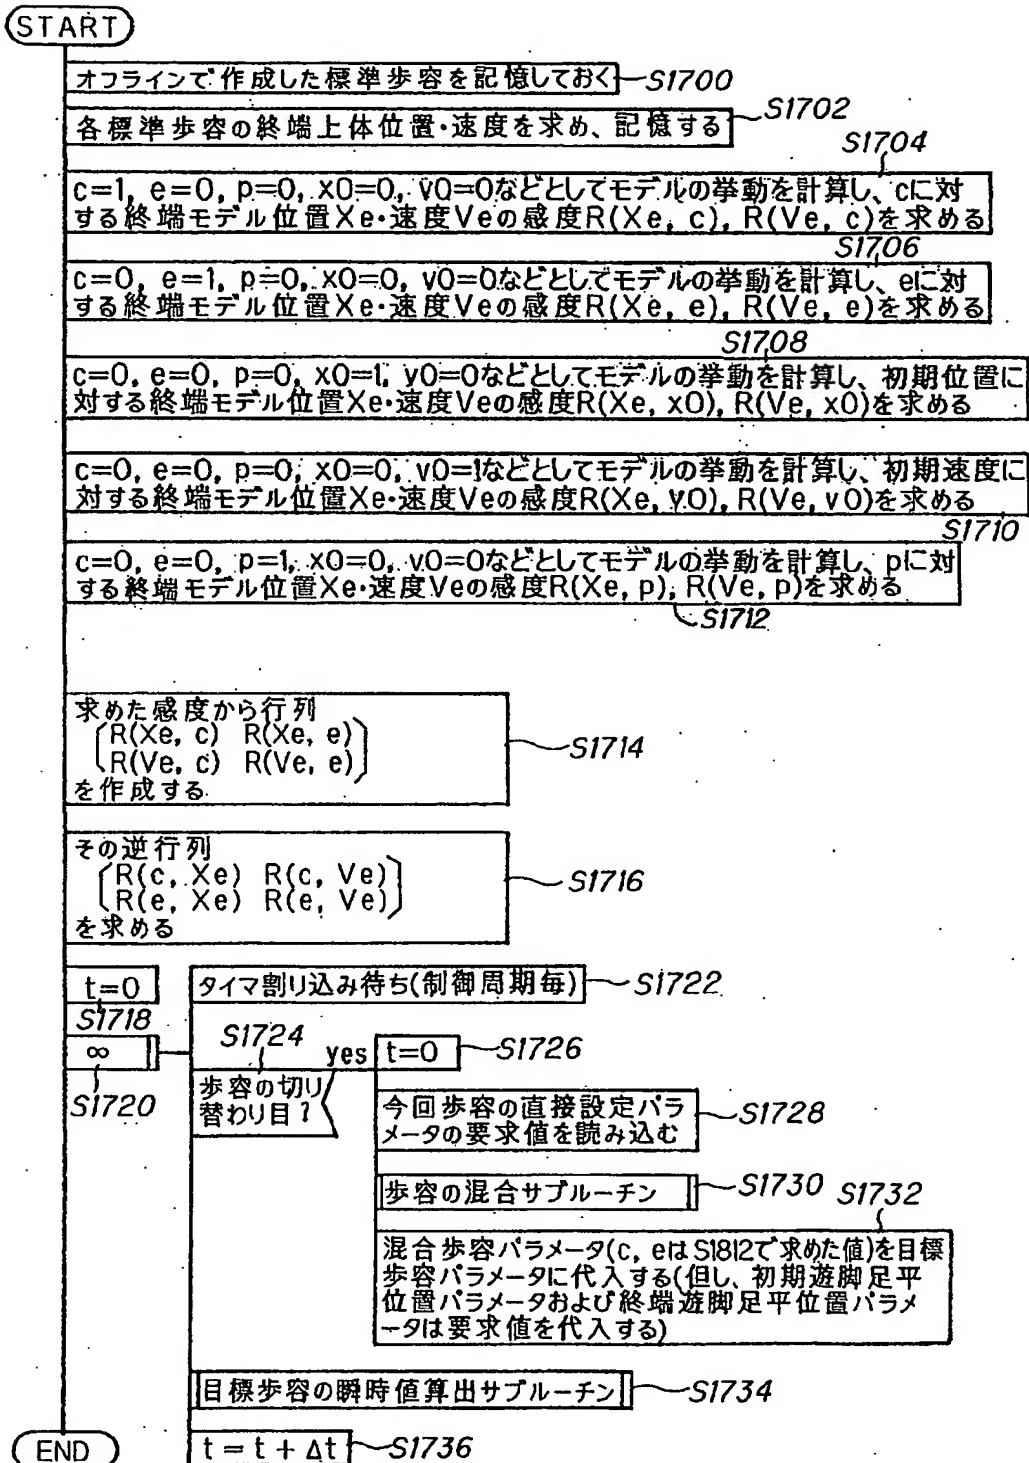 START
オフラインで作成した標準歩容を記憶しておく
S1700
各標準歩容の終端上体位置・速度を求め、記憶する
S1702
S1704
c=1, e=0, p=0, x0=0, v0=0などとしてモデルの挙動を計算し、cに対
する終端モデル位置Xe・速度Veの感度R(Xe, c), R(Ve, c)を求める
S1706
c=0, e=1, p=0, x0=0, v0=0などとしてモデルの挙動を計算し、eに対
する終端モデル位置Xe・速度Veの感度R(Xe, e), R(Ve, e)を求める
S1708
c=0, e=0, p=0, x0=1, v0=0などとしてモデルの挙動を計算し、初期位置に
対する終端モデル位置Xe・速度Veの感度R(Xe, x0), R(Ve, x0)を求める
c=0, e=0, p=0, x0=0, v0=1などとしてモデルの挙動を計算し、初期速度に
対する終端モデル位置Xe・速度Veの感度R(Xe, v0), R(Ve, v0)を求める
S1710
c=0, e=0, p=1, x0=0, v0=0などとしてモデルの挙動を計算し、pに対
する終端モデル位置Xe・速度Veの感度R(Xe, p), R(Ve, p)を求める
S1712
求めた感度から行列
R(Xe, c) R(Xe, e)
R(Ve, c) R(Ve, e)
を作成する
S1714
その逆行列
R(c, Xe) R(c, Ve)
R(e, Xe) R(e, Ve)
を求める
S1716
t=0
S1718
タイマ割り込み待ち(制御周期毎)
S1722
∞
S1720
S1724
歩容の切り
替わり目?
yes
t=0
S1726
今回歩容の直接設定パラ
メータの要求値を読み込む
S1728
歩容の混合サブルーチン
S1730
S1732
混合歩容パラメータ(c, eはS1812で求めた値)を目標
歩容パラメータに代入する(但し、初期遊脚足平
位置パラメータおよび終端遊脚足平位置パラメ
ータは要求値を代入する)
目標歩容の瞬時値算出サブルーチン
S1734
END
t = t + Δt
S1736